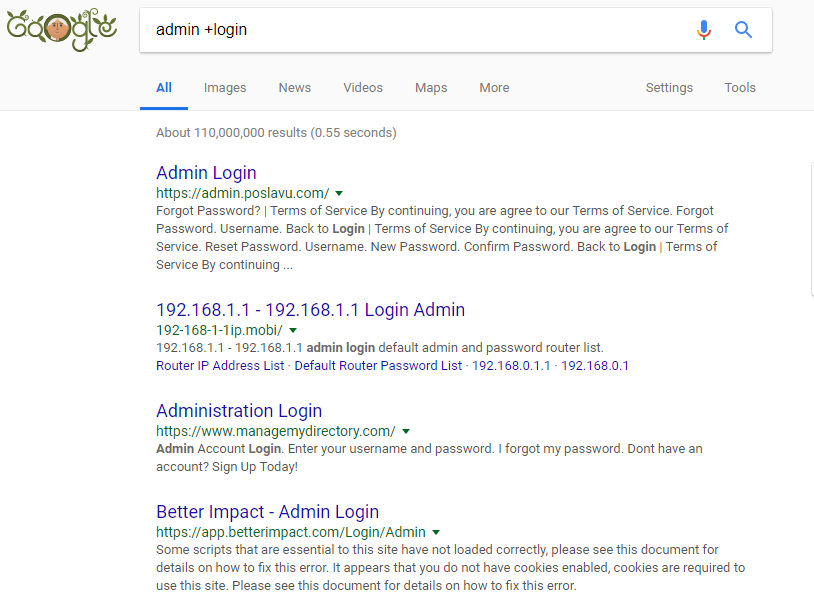 Google
admin +login
All Images News Videos Maps More Settings Tools
About 110,000,000 results (0.55 seconds)
Admin Login
https://admin.poslavu.com/
Forgot Password? | Terms of Service By continuing, you are agree to our Terms of Service. Forgot
Password. Username. Back to Login | Terms of Service By continuing, you are agree to our Terms of
Service. Reset Password. Username. New Password. Confirm Password. Back to Login | Terms of
Service By continuing ...
192.168.1.1 - 192.168.1.1 Login Admin
192-168-1-1ip.mobi/
192.168.1.1 - 192.168.1.1 admin login default admin and password router list.
Router IP Address List · Default Router Password List · 192.168.0.1.1 · 192.168.0.1
Administration Login
https://www.managemydirectory.com/
Admin Account Login. Enter your username and password. I forgot my password. Dont have an
account? Sign Up Today!
Better Impact - Admin Login
https://app.betterimpact.com/Login/Admin
Some scripts that are essential to this site have not loaded correctly, please see this document for
details on how to fix this error. It appears that you do not have cookies enabled, cookies are required to
use this site. Please see this document for details on how to fix this error.